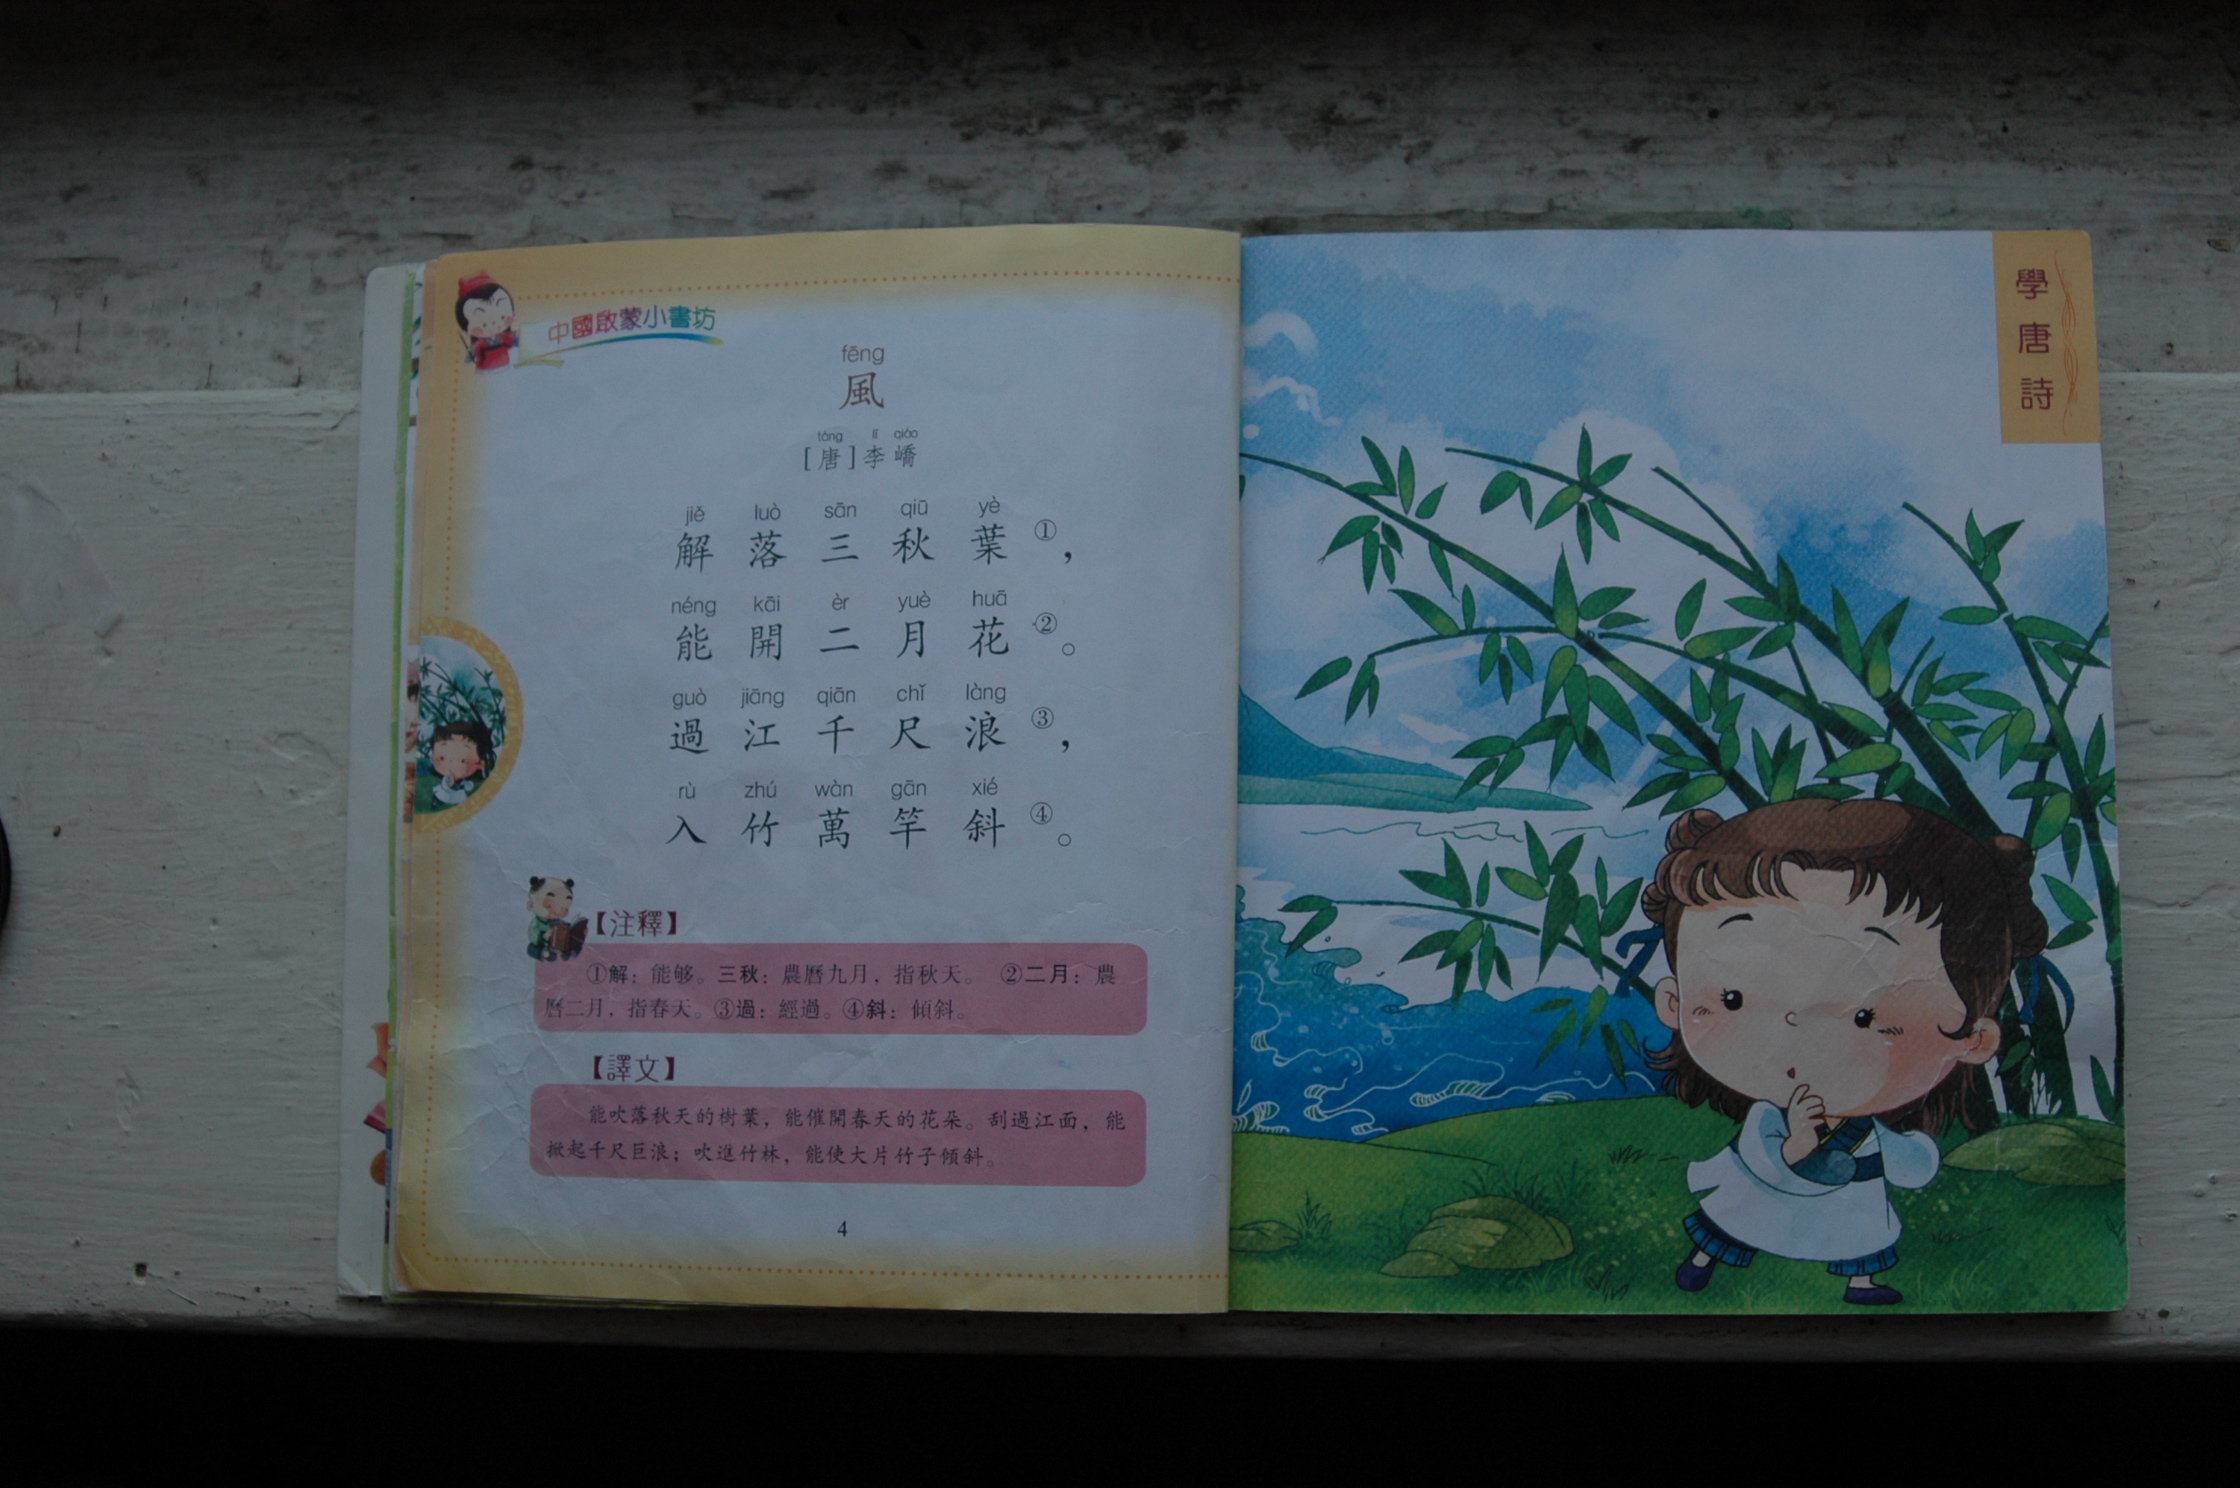 中國啟蒙小書坊
fēng
風
táng lǐ qiáo
[唐]李嶠
jiě luò sān qiū yè
解落三秋葉①，
néng kāi èr yuè huā
能開二月花②。
guò jiāng qiān chǐ làng
過江千尺浪③，
rù zhú wàn gān xié
入竹萬竿斜④。
【注釋】
①解：能够。三秋：農曆九月，指秋天。 ②二月：農
曆二月，指春天。③過：經過。④斜：傾斜。
【譯文】
能吹落秋天的樹葉，能催開春天的花朵。刮過江面，能
掀起千尺巨浪；吹進竹林，能使大片竹子傾斜。
4
學唐詩